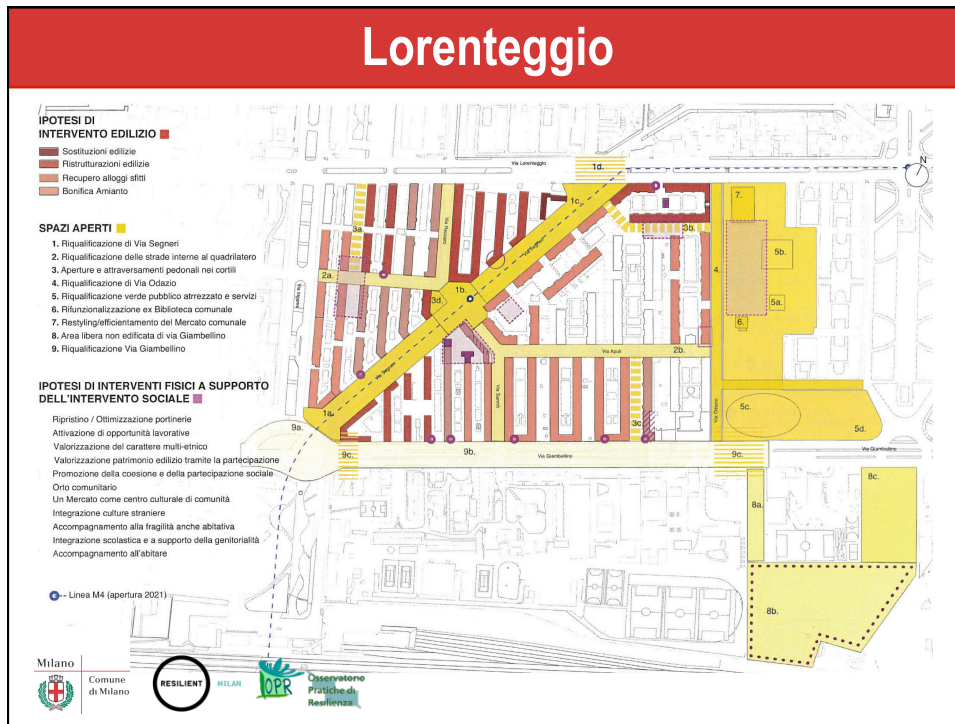 Lorenteggio
IPOTESI DI
INTERVENTO EDILIZIO
Sostituzioni edilizie
Ristrutturazioni edilizie
Recupero alloggi sfitti
Bonifica Amianto
SPAZI APERTI
1. Riqualificazione di Via Segneri
2. Riqualificazione delle strade interne al quadrilatero
3. Aperture e attraversamenti pedonali nei cortili
4. Riqualificazione di Via Odazio
5. Riqualificazione verde pubblico attrezzato e servizi
6. Rifunzionalizzazione ex Biblioteca comunale
7. Restyling/efficientamento del Mercato comunale
8. Area libera non edificata di via Giambellino
9. Riqualificazione Via Giambellino
IPOTESI DI INTERVENTI FISICI A SUPPORTO
DELL'INTERVENTO SOCIALE
Ripristino / Ottimizzazione portinerie
Attivazione di opportunità lavorative
Valorizzazione del carattere multi-etnico
Valorizzazione patrimonio edilizio tramite la partecipazione
Promozione della coesione e della partecipazione sociale
Orto comunitario
Un Mercato come centro culturale di comunità
Integrazione culture straniere
Accompagnamento alla fragilità anche abitativa
Integrazione scolastica e a supporto della genitorialità
Accompagnamento all'abitare
Linea M4 (apertura 2021)
Via Lorenteggio
1d.
N
7.
1c.
3a.
3b.
5b.
2a.
4.
1b.
3d.
5a.
6.
Via Apuli
2b.
Via Segneri
Via Odazio
1a.
3c.
5c.
5d.
9a.
9c.
9b.
Via Giambellino
9c.
Via Giambellino
8a.
8c.
8b.
Milano
Comune
di Milano
RESILIENT
MILAN
OPR
Osservatorio
Pratiche di
Resilienza